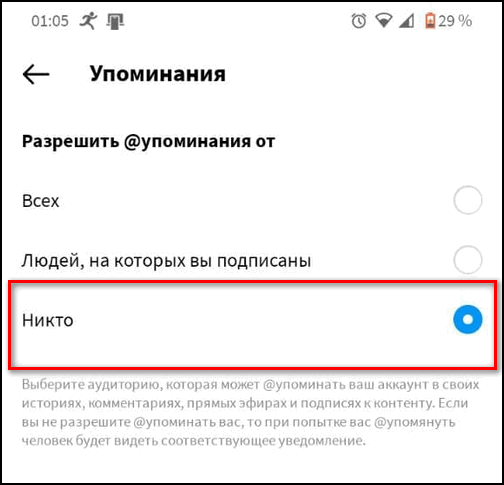 01:05 29 %
Упоминания
Разрешить @упоминания от
Всех
Людей, на которых вы подписаны
Никто
Выберите аудиторию, которая может @упоминать ваш аккаунт в своих
историях, комментариях, прямых эфирах и подписях к контенту. Если
вы не разрешите @упоминать вас, то при попытке вас @упомянуть
человек будет видеть соответствующее уведомление.